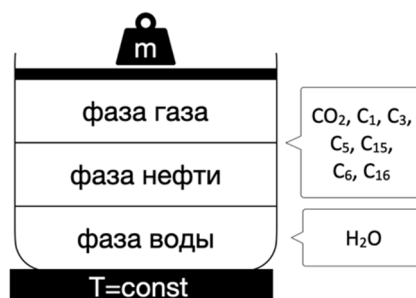 m
фаза газа
CO₂, C₁, C₃,
C₅, C₁₅,
C₆, C₁₆
фаза нефти
фаза воды
H₂O
T=const